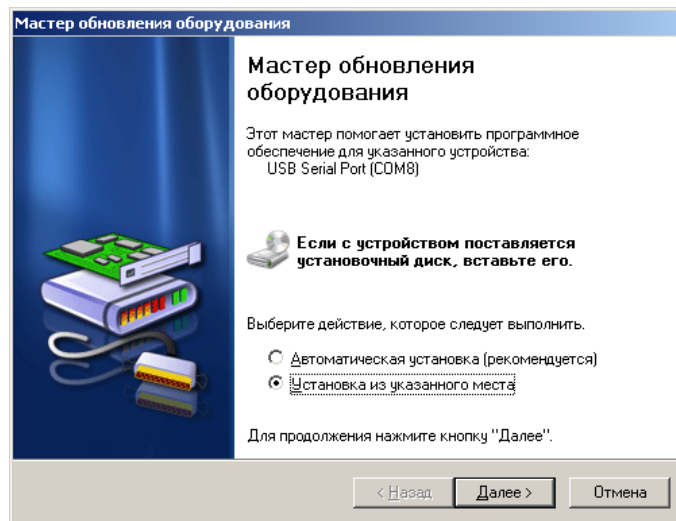 Мастер обновления оборудования
Мастер обновления
оборудования
Этот мастер помогает установить программное
обеспечение для указанного устройства:
USB Serial Port (COM8)
Если с устройством поставляется
установочный диск, вставьте его.
Выберите действие, которое следует выполнить.
Автоматическая установка (рекомендуется)
Установка из указанного места
Для продолжения нажмите кнопку "Далее".
< Назад Далее > Отмена